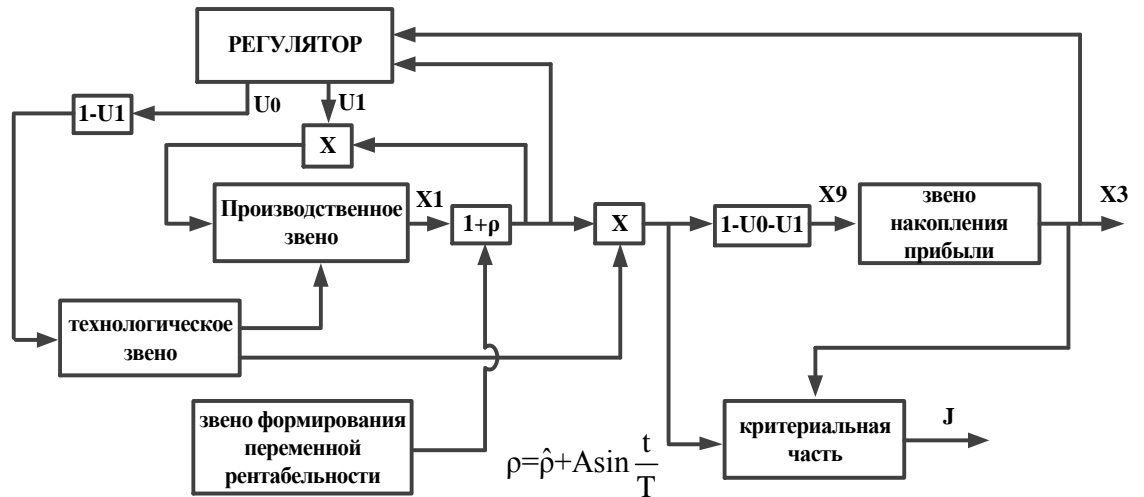 РЕГУЛЯТОР
1-U1
U0
U1
X
Производственное
звено
X1
1+ρ
X
1-U0-U1
X9
звено
накопления
прибыли
X3
технологическое
звено
звено формирования
переменной
рентабельности
ρ=ρ̂+Asin t/T
критериальная
часть
J